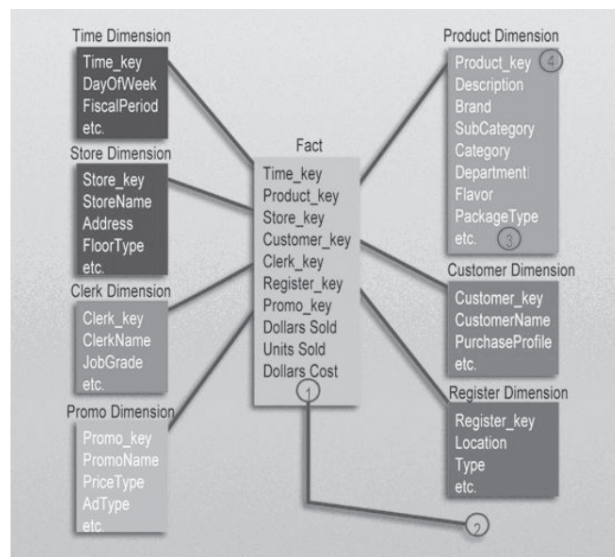 Time Dimension
Time_key
DayOfWeek
FiscalPeriod
etc.
Store Dimension
Store_key
StoreName
Address
FloorType
etc.
Clerk Dimension
Clerk_key
ClerkName
JobGrade
etc.
Promo Dimension
Promo_key
PromoName
PriceType
AdType
etc.
Fact
Time_key
Product_key
Store_key
Customer_key
Clerk_key
Register_key
Promo_key
Dollars Sold
Units Sold
Dollars Cost
1
2
Product Dimension
Product_key 4
Description
Brand
SubCategory
Category
Department
Flavor
PackageType
etc. 3
Customer Dimension
Customer_key
CustomerName
PurchaseProfile
etc.
Register Dimension
Register_key
Location
Type
etc.